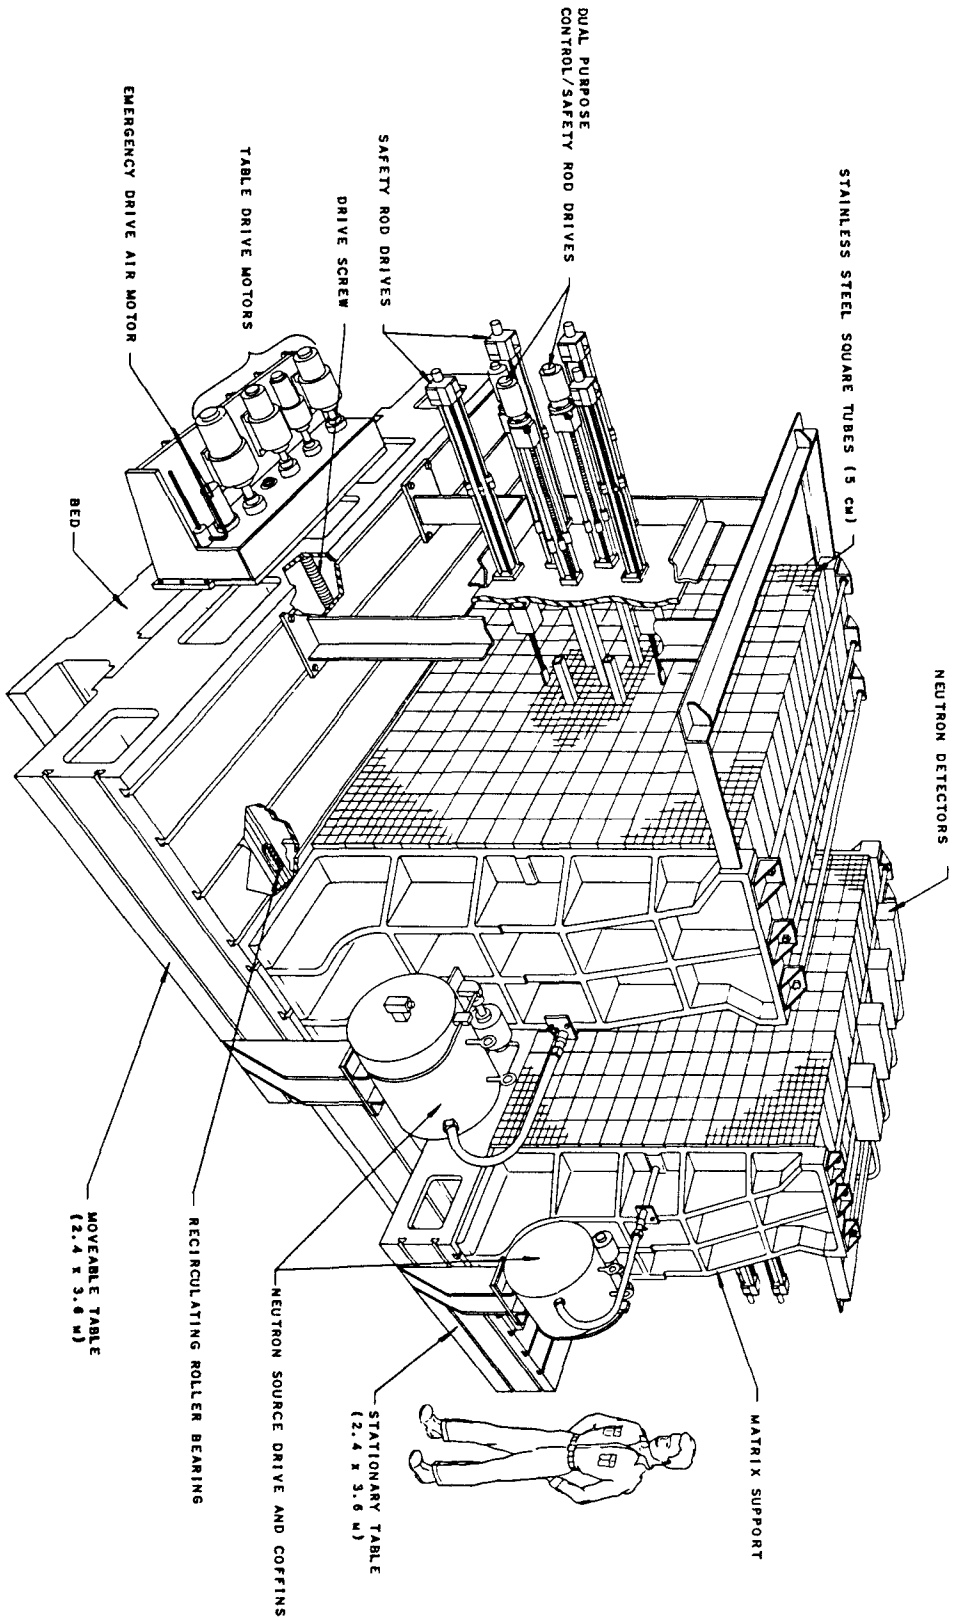 DUAL PURPOSE
CONTROL/SAFETY ROD DRIVES
STAINLESS STEEL SQUARE TUBES (5 CM)
NEUTRON DETECTORS
SAFETY ROD DRIVES
DRIVE SCREW
TABLE DRIVE MOTORS
EMERGENCY DRIVE AIR MOTOR
BED
MATRIX SUPPORT
STATIONARY TABLE
(2.4 x 3.6 M)
NEUTRON SOURCE DRIVE AND COFFINS
RECIRCULATING ROLLER BEARING
MOVEABLE TABLE
(2.4 x 3.6 M)